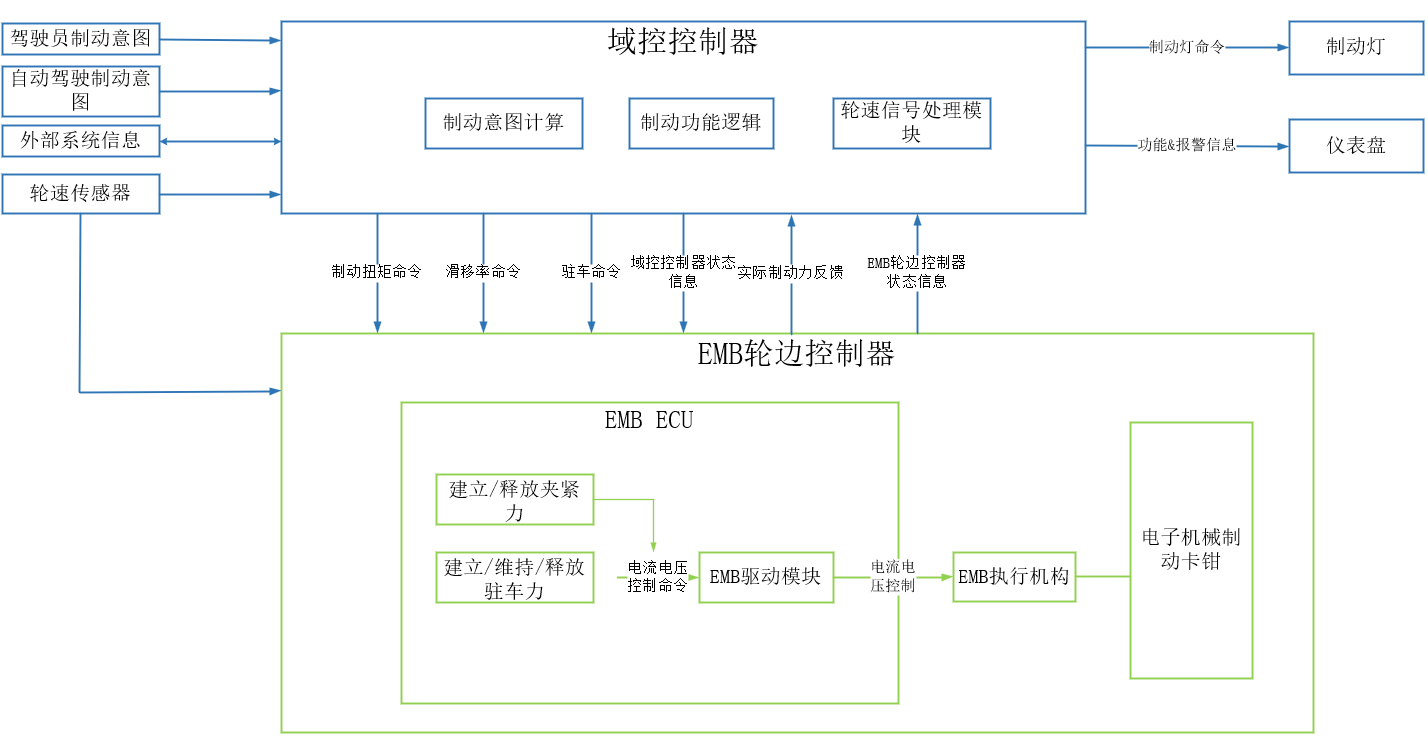 驾驶员制动意图
自动驾驶制动意
图
外部系统信息
轮速传感器
域控控制器
制动意图计算
制动功能逻辑
轮速信号处理模
块
制动灯命令
制动灯
功能&报警信息
仪表盘
制动扭矩命令
滑移率命令
驻车命令
域控控制器状态
信息
实际制动力反馈
EMB轮边控制器
状态信息
EMB轮边控制器
EMB ECU
建立/释放夹紧
力
建立/维持/释放
驻车力
电流电压
控制命令
EMB驱动模块
电流电
压控制
EMB执行机构
电子机械制
动卡钳